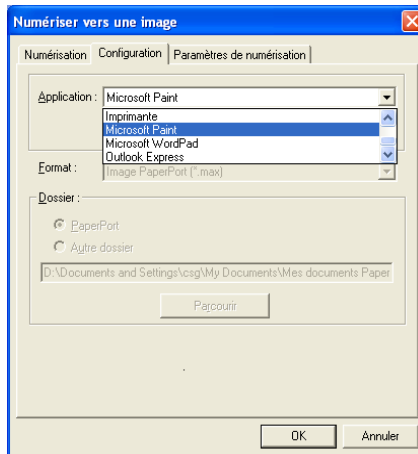 Numériser vers une image
Numérisation Configuration Paramètres de numérisation
Application : Microsoft Paint
Imprimante
Microsoft Paint
Microsoft WordPad
Outlook Express
Format : Image PaperPort (*.max)
Dossier :
PaperPort
Autre dossier
D:\Documents and Settings\csg\My Documents\Mes documents Paper
Parcourir
OK Annuler